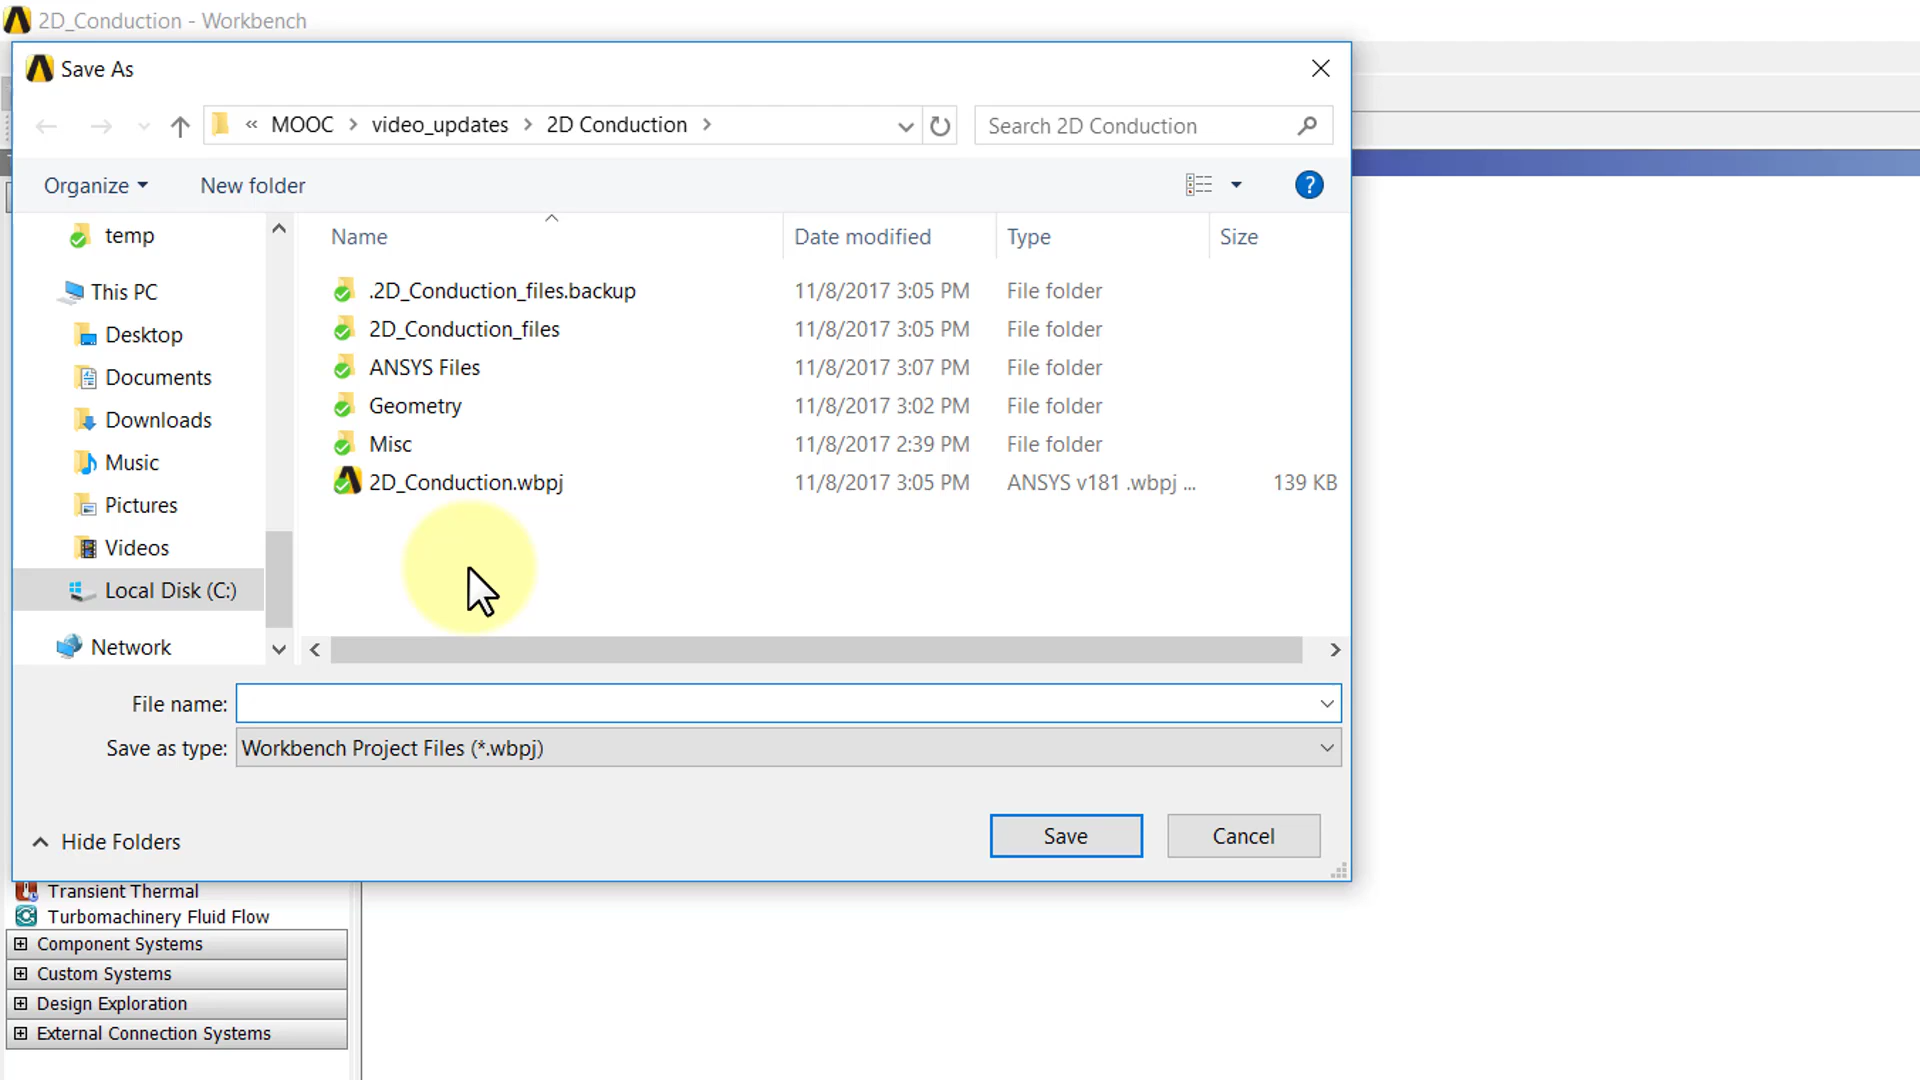 2D_Conduction - Workbench
Save As
« MOOC > video_updates > 2D Conduction >
Search 2D Conduction
Organize
New folder
?
Name Date modified Type Size
temp
This PC
Desktop
Documents
Downloads
Music
Pictures
Videos
Local Disk (C:)
Network
.2D_Conduction_files.backup 11/8/2017 3:05 PM File folder
2D_Conduction_files 11/8/2017 3:05 PM File folder
ANSYS Files 11/8/2017 3:07 PM File folder
Geometry 11/8/2017 3:02 PM File folder
Misc 11/8/2017 2:39 PM File folder
2D_Conduction.wbpj 11/8/2017 3:05 PM ANSYS v181 .wbpj ... 139 KB
File name:
Save as type: Workbench Project Files (*.wbpj)
Hide Folders
Save
Cancel
Transient Thermal
Turbomachinery Fluid Flow
Component Systems
Custom Systems
Design Exploration
External Connection Systems